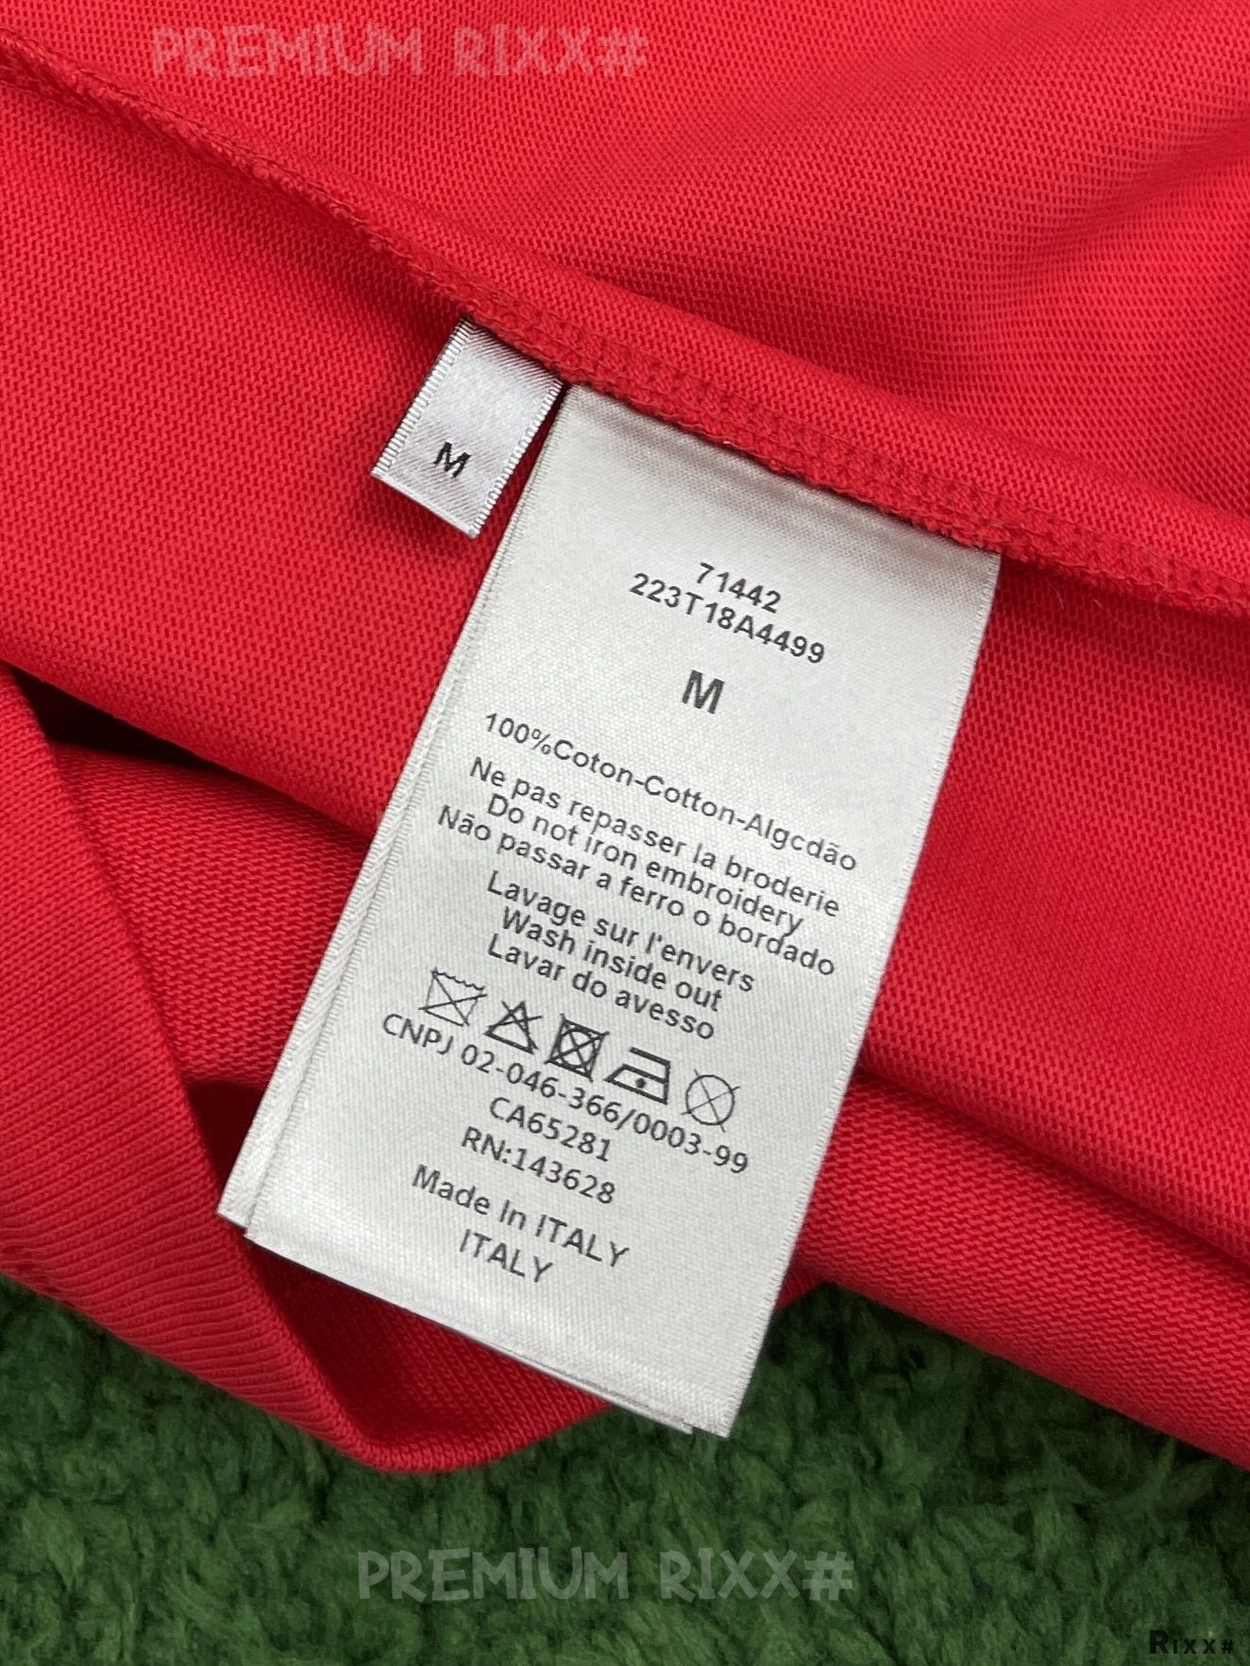 PREMIUM RIXX#
M
71442
223T18A4499
M
100%Coton-Cotton-Algcdão
Ne pas repasser la broderie
Do not iron embroidery
Não passar a ferro o bordado
Lavage sur l'envers
Wash inside out
Lavar do avesso
CNPJ 02-046-366/0003-99
CA65281
RN:143628
Made In ITALY
ITALY
PREMIUM RIXX#
RIXX#